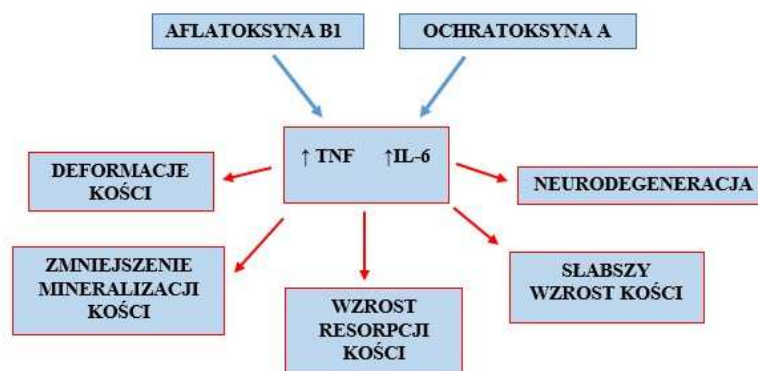 AFLATOKSYNA B1
OCHRATOKSYNA A
↑ TNF ↑IL-6
DEFORMACJE
KOŚCI
NEURODEGENERACJA
ZMNIEJSZENIE
MINERALIZACJI
KOŚCI
WZROST
RESORPCJI
KOŚCI
SŁABSZY
WZROST KOŚCI